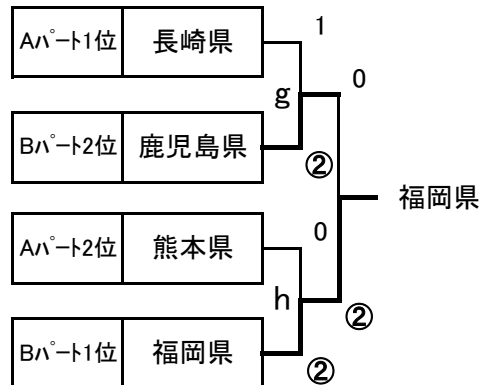 Aパート1位 長崎県 1
g 0
Bパート2位 鹿児島県 ②
福岡県
Aパート2位 熊本県 0
h ②
Bパート1位 福岡県 ②